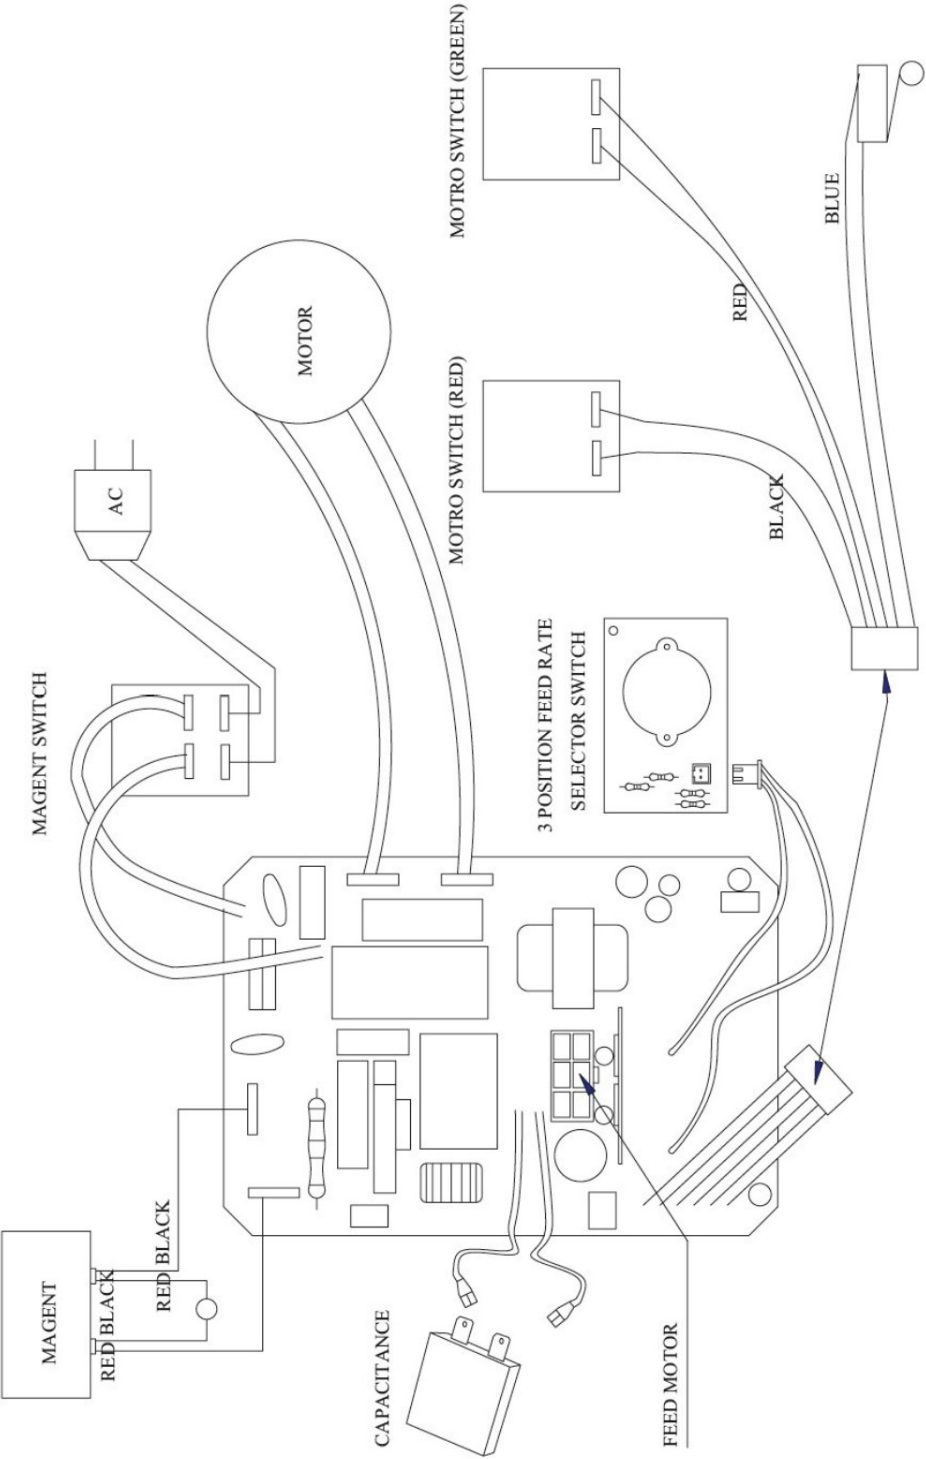 MAGENT
RED BLACK
RED BLACK
MAGENT SWITCH
AC
MOTOR
CAPACITANCE
MOTRO SWITCH (RED)
MOTRO SWITCH (GREEN)
3 POSITION FEED RATE
SELECTOR SWITCH
FEED MOTOR
RED
BLACK
BLUE